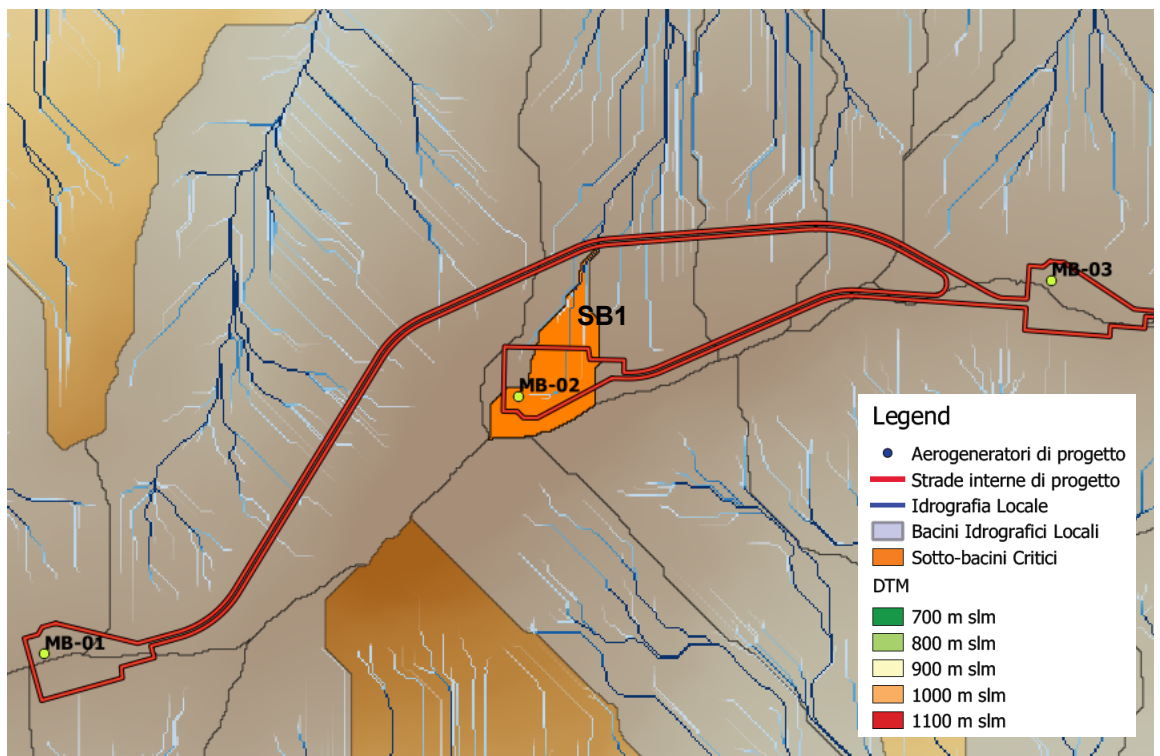 MB-03
SB1
MB-02
MB-01
Legend
Aerogeneratori di progetto
Strade interne di progetto
Idrografia Locale
Bacini Idrografici Locali
Sotto-bacini Critici
DTM
700 m slm
800 m slm
900 m slm
1000 m slm
1100 m slm